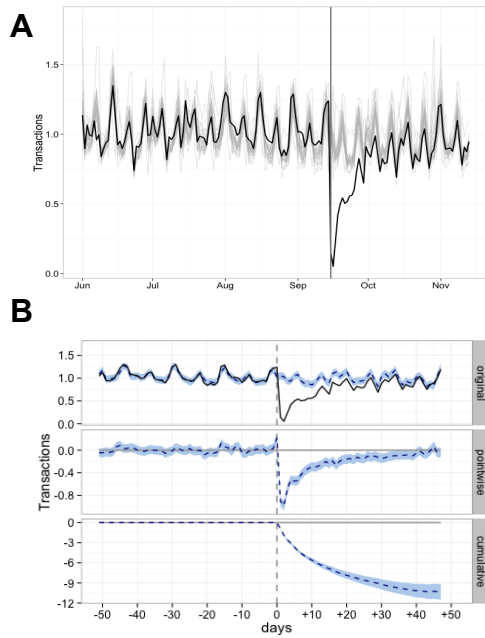 A
Transactions
1.5
1.0
0.5
0.0
Jun Jul Aug Sep Oct Nov
B
Transactions
1.5
1.0
0.5
0.0
original
0.0
-0.4
-0.8
pointwise
0
-3
-6
-9
-12
cumulative
-50 -40 -30 -20 -10 0 +10 +20 +30 +40 +50
days